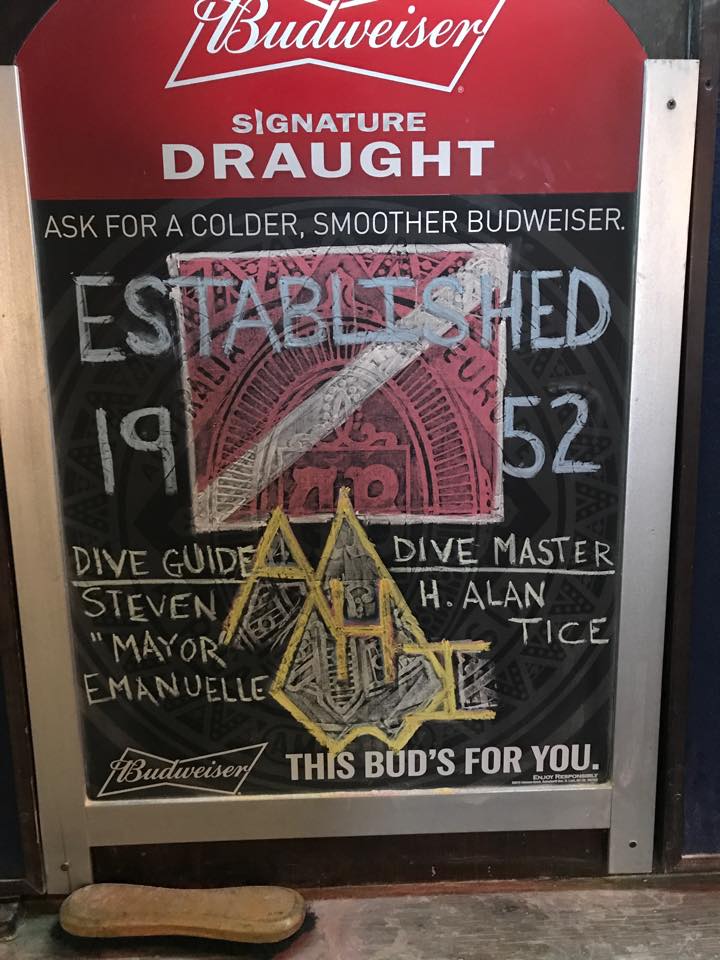 Budweiser
SIGNATURE
DRAUGHT
ASK FOR A COLDER, SMOOTHER BUDWEISER.
ESTABLISHED
19 52
DIVE GUIDE
STEVEN
"MAYOR"
EMANUELLE
DIVE MASTER
H. ALAN
TICE
Budweiser
THIS BUD'S FOR YOU.
ENJOY RESPONSIBLY